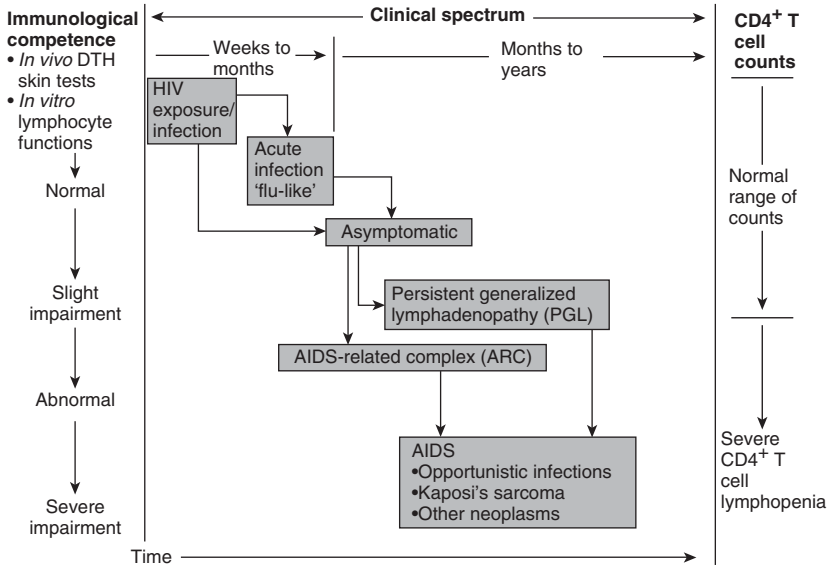 Immunological
competence
• In vivo DTH
skin tests
• In vitro
lymphocyte
functions
Normal
Slight
impairment
Abnormal
Severe
impairment
Clinical spectrum
Weeks to
months
Months to
years
HIV
exposure/
infection
Acute
infection
‘flu-like’
Asymptomatic
Persistent generalized
lymphadenopathy (PGL)
AIDS-related complex (ARC)
AIDS
•Opportunistic infections
•Kaposi’s sarcoma
•Other neoplasms
CD4+ T
cell
counts
Normal
range of
counts
Severe
CD4+ T
cell
lymphopenia
Time